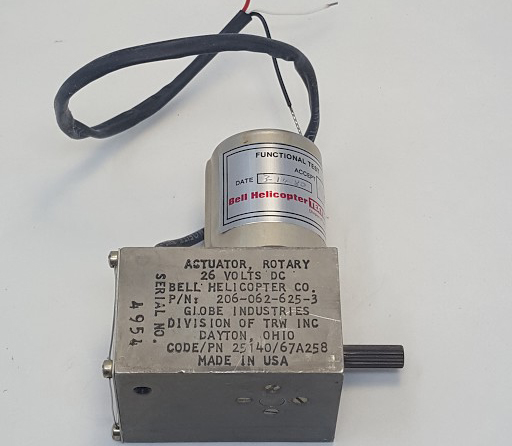 FUNCTIONAL TEST
ACCEPT
DATE
Bell Helicopter
ACTUATOR, ROTARY
26 VOLTS DC
BELL HELICOPTER CO.
P/N: 206-062-625-3
GLOBE INDUSTRIES
DIVISION OF TRW INC
DAYTON, OHIO
CODE/PN 25140/67A258
MADE IN USA
SERIAL NO.
4954